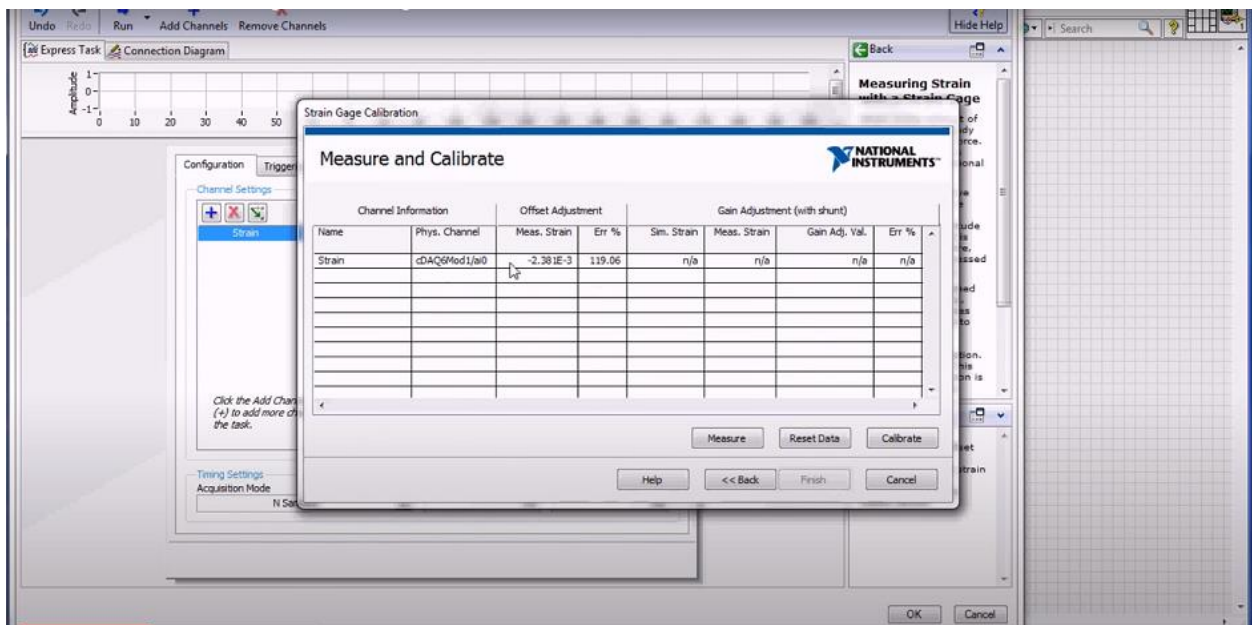 Undo Redo Run Add Channels Remove Channels Hide Help
Search
Express Task Connection Diagram Back
Amplitude
1
0
-1
0 10 20 30 40 50
Measuring Strain
with a Strain Gage
Strain Gage Calibration
Measure and Calibrate
NATIONAL
INSTRUMENTS™
Configuration
Channel Settings
Strain
Channel Information Offset Adjustment Gain Adjustment (with shunt)
Name Phys. Channel Meas. Strain Err % Sim. Strain Meas. Strain Gain Adj. Val. Err %
Strain cDAQ6Mod1/ai0 -2.381E-3 119.06 n/a n/a n/a n/a
Click the Add Chan
(+) to add more ch
the task.
Measure Reset Data Calibrate
Help << Back Finish Cancel
Timing Settings
Acquisition Mode
N Sa
OK Cancel